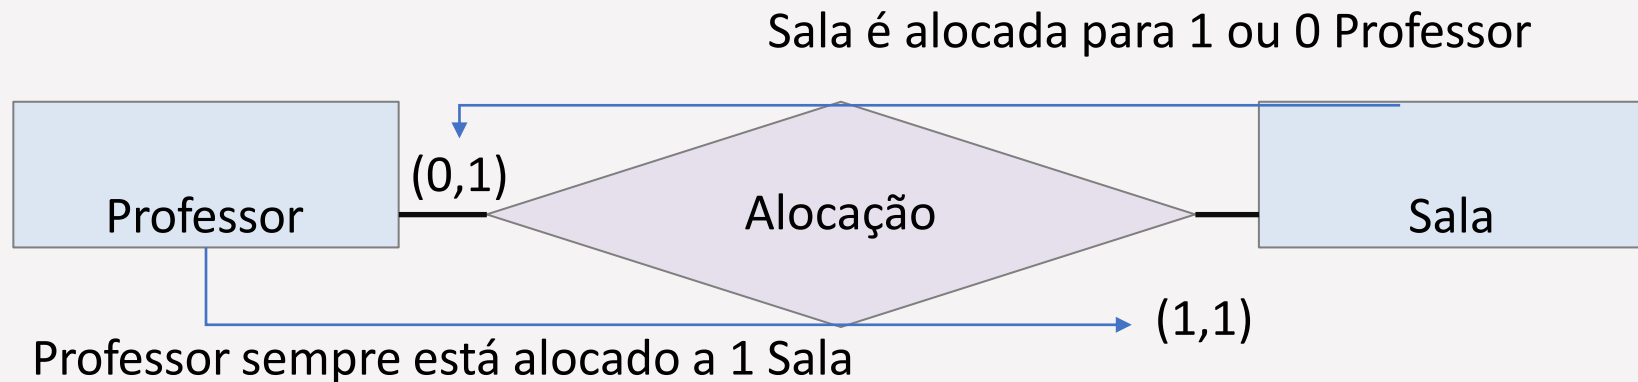 Sala é alocada para 1 ou 0 Professor
(0,1)
Professor
Alocação
Sala
(1,1)
Professor sempre está alocado a 1 Sala